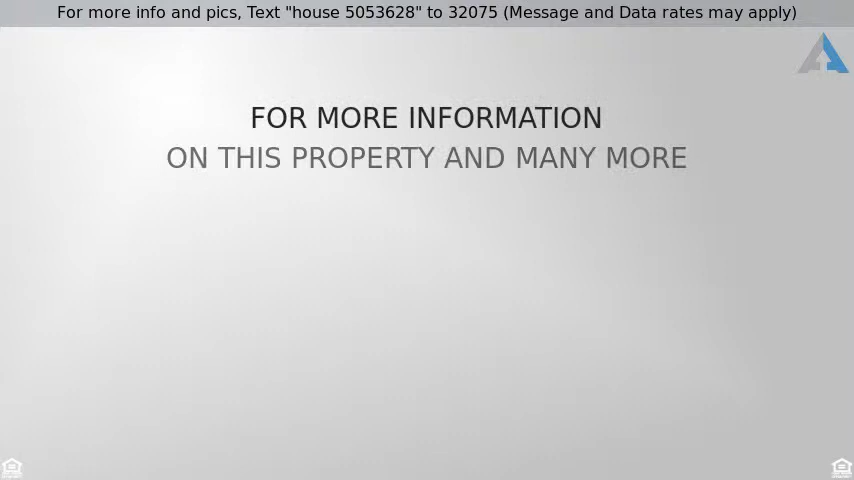 For more info and pics, Text "house 5053628" to 32075 (Message and Data rates may apply)
FOR MORE INFORMATION
ON THIS PROPERTY AND MANY MORE